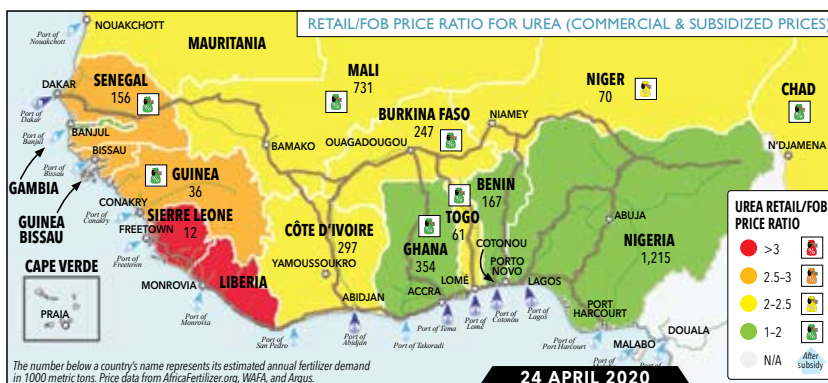 RETAIL/FOB PRICE RATIO FOR UREA (COMMERCIAL & SUBSIDIZED PRICES)
NOUAKCHOTT
Port of
Nouakchott
MAURITANIA
SENEGAL
156
DAKAR
Port of
Dakar
MALI
731
NIGER
70
CHAD
N'DJAMENA
BANJUL
Port of
Banjul
BISSAU
Port of
Bissau
GAMBIA
GUINEA
BISSAU
BAMAKO
BURKINA FASO
247
OUAGADOUGOU
NIAMEY
GUINEA
36
CONAKRY
Port of
Conakry
SIERRE LEONE
12
FREETOWN
Port of
Freetown
LIBERIA
MONROVIA
Port of
Monrovia
CÔTE D'IVOIRE
297
YAMOUSSOUKRO
ABIDJAN
Port of
San Pedro
Port of
Abidjan
GHANA
354
ACCRA
Port of Takoradi
Port of Tema
TOGO
61
LOMÉ
Port of
Lomé
BENIN
167
COTONOU
PORTO
NOVO
Port of
Cotonou
LAGOS
Port of
Lagos
ABUJA
NIGERIA
1,215
PORT
HARCOURT
Port of
Port Harcourt
MALABO
DOUALA
CAPE VERDE
PRAIA
UREA RETAIL/FOB
PRICE RATIO
>3
2.5–3
2–2.5
1–2
N/A
After
subsidy
The number below a country's name represents its estimated annual fertilizer demand
in 1000 metric tons. Price data from AfricaFertilizer.org, WAFA, and Argus.
24 APRIL 2020